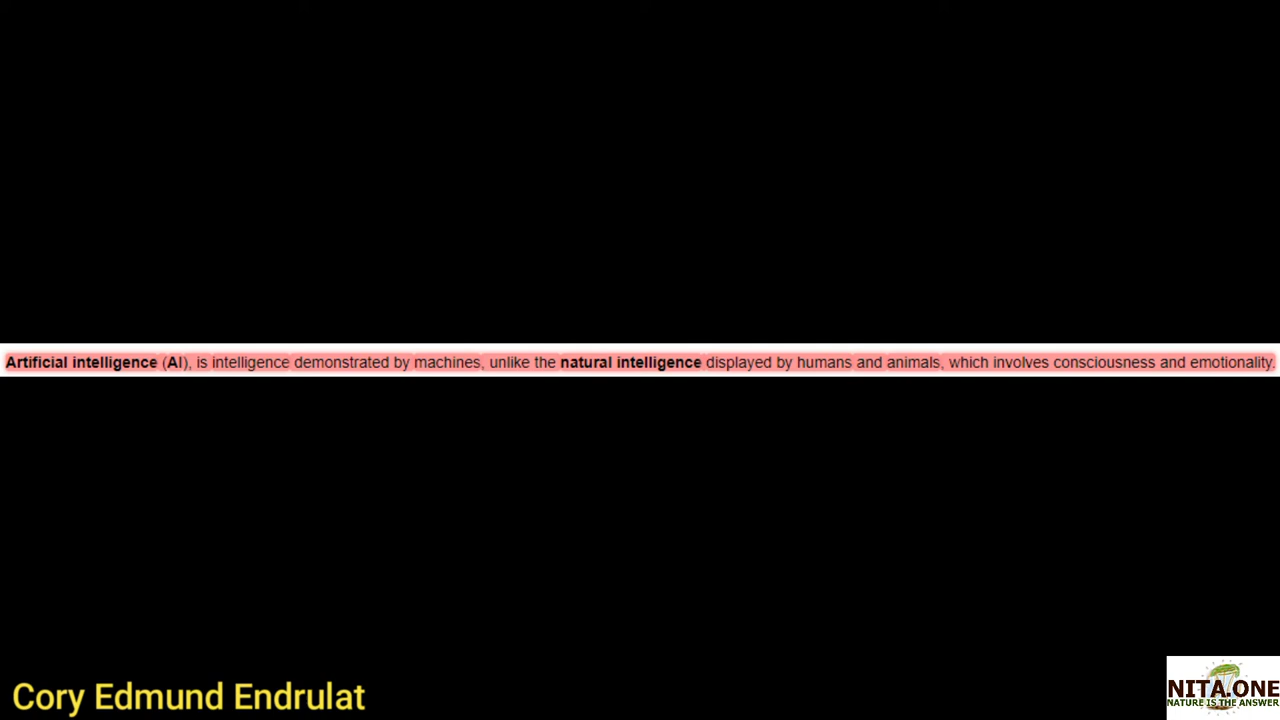 Artificial intelligence (AI), is intelligence demonstrated by machines, unlike the natural intelligence displayed by humans and animals, which involves consciousness and emotionality.
Cory Edmund Endrulat
NITA.ONE
NATURE IS THE ANSWER